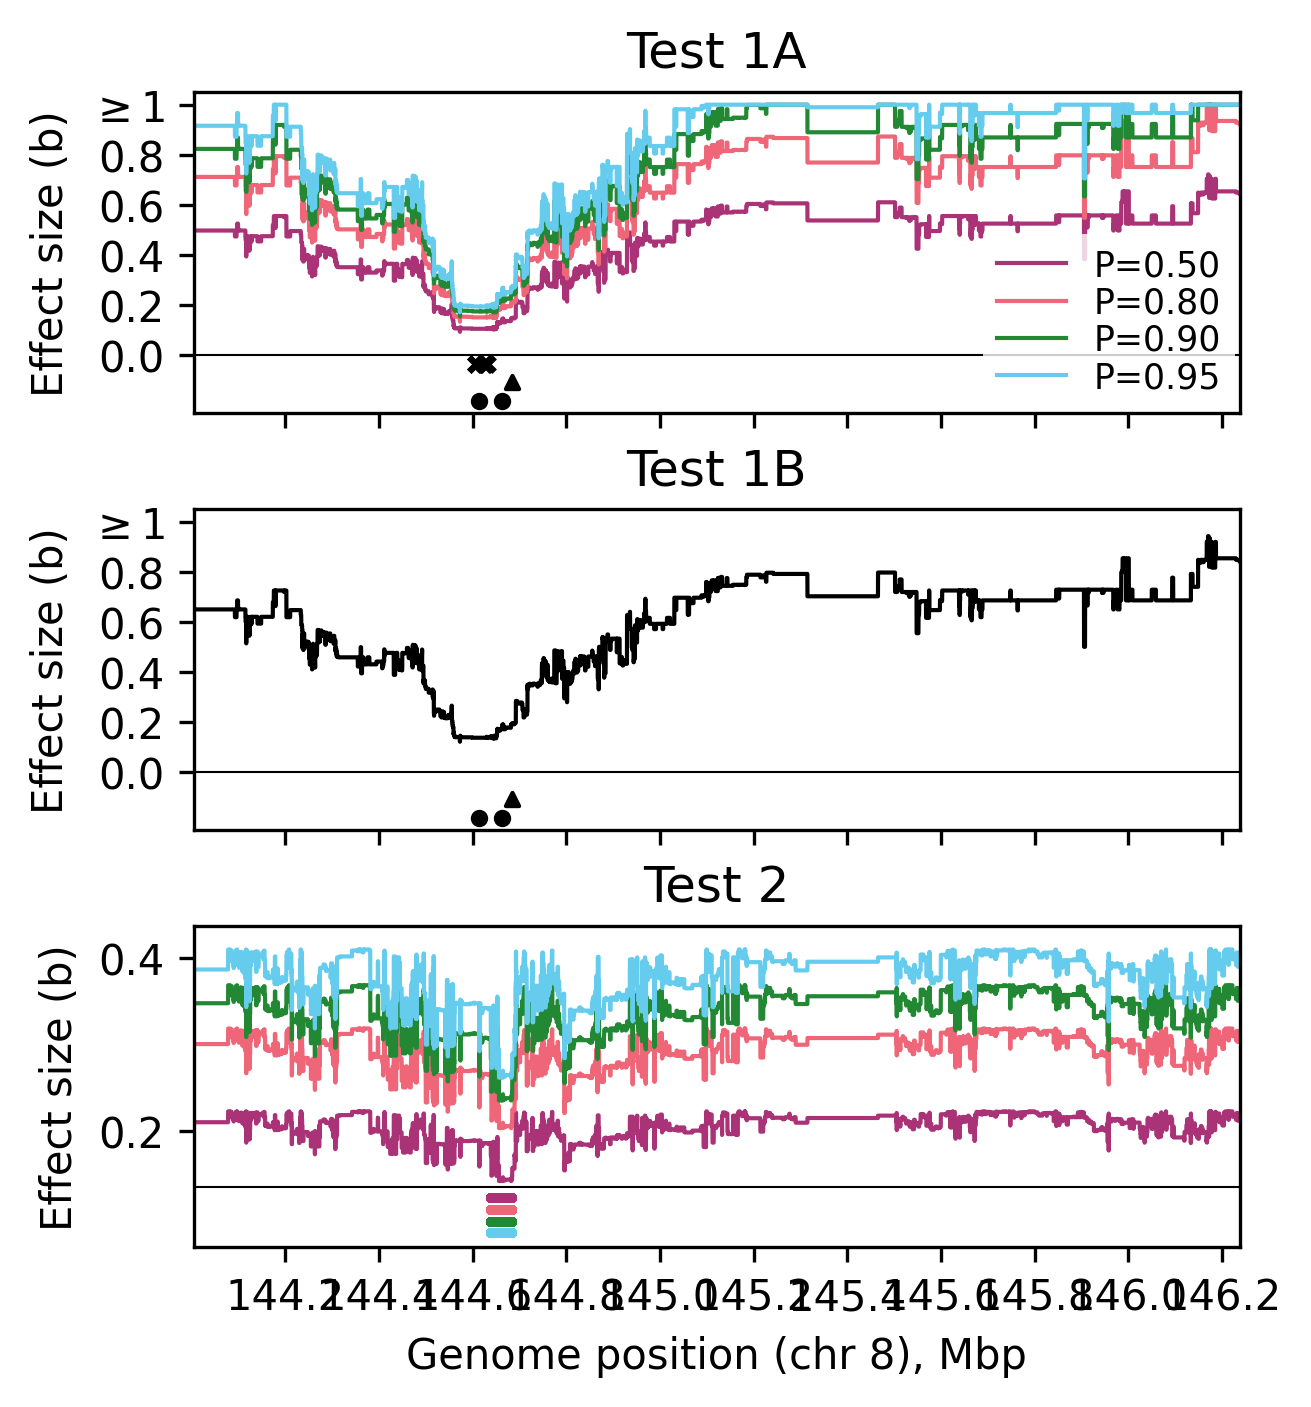 Test 1A
Effect size (b)
≥ 1
0.8
0.6
0.4
0.2
0.0
P=0.50
P=0.80
P=0.90
P=0.95
Test 1B
Effect size (b)
≥ 1
0.8
0.6
0.4
0.2
0.0
Test 2
Effect size (b)
0.4
0.2
144.2 144.4 144.6 144.8 145.0 145.2 145.4 145.6 145.8 146.0 146.2
Genome position (chr 8), Mbp